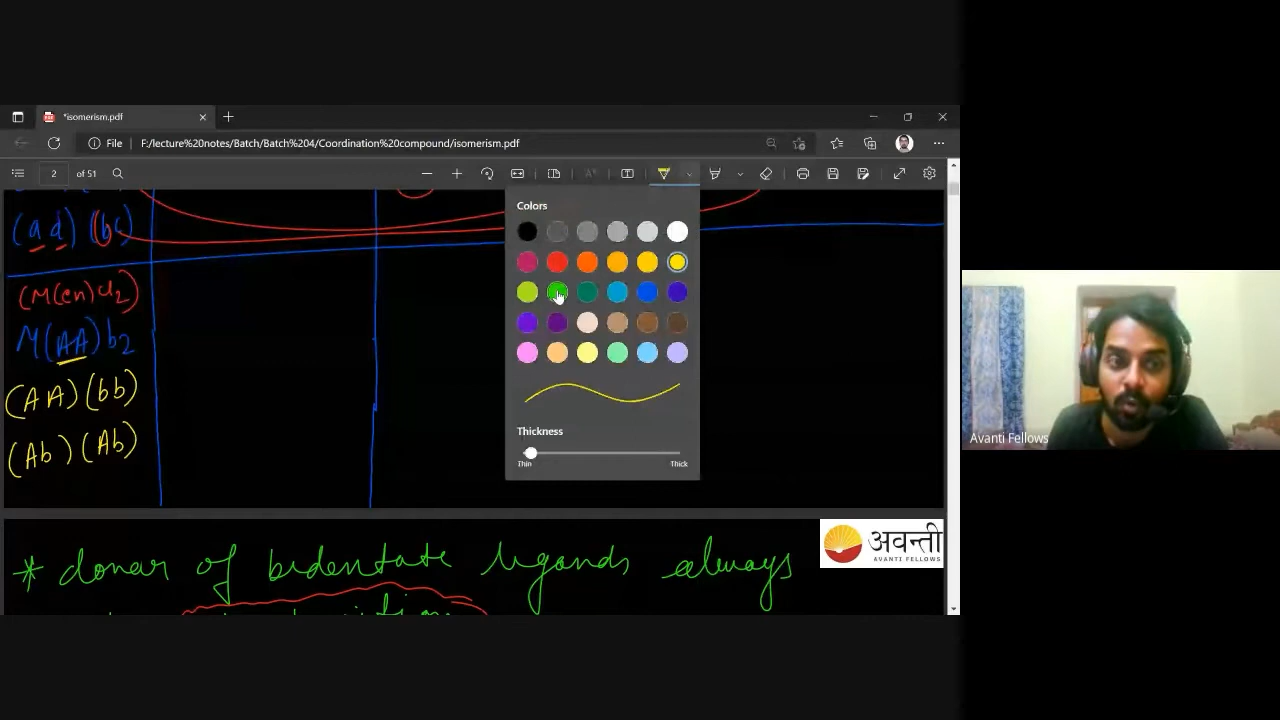 *isomerism.pdf
File F:/lecture%20notes/Batch/Batch%204/Coordination%20compound/isomerism.pdf
2 of 51
Colors
(ad) (bc)
(M(en)Cl2)
M(AA)b2
(AA)(bb)
(Ab)(Ab)
Thickness
Thin Thick
Avanti Fellows
* donar of bidentate ligands always
अवन्ती
AVANTI FELLOWS